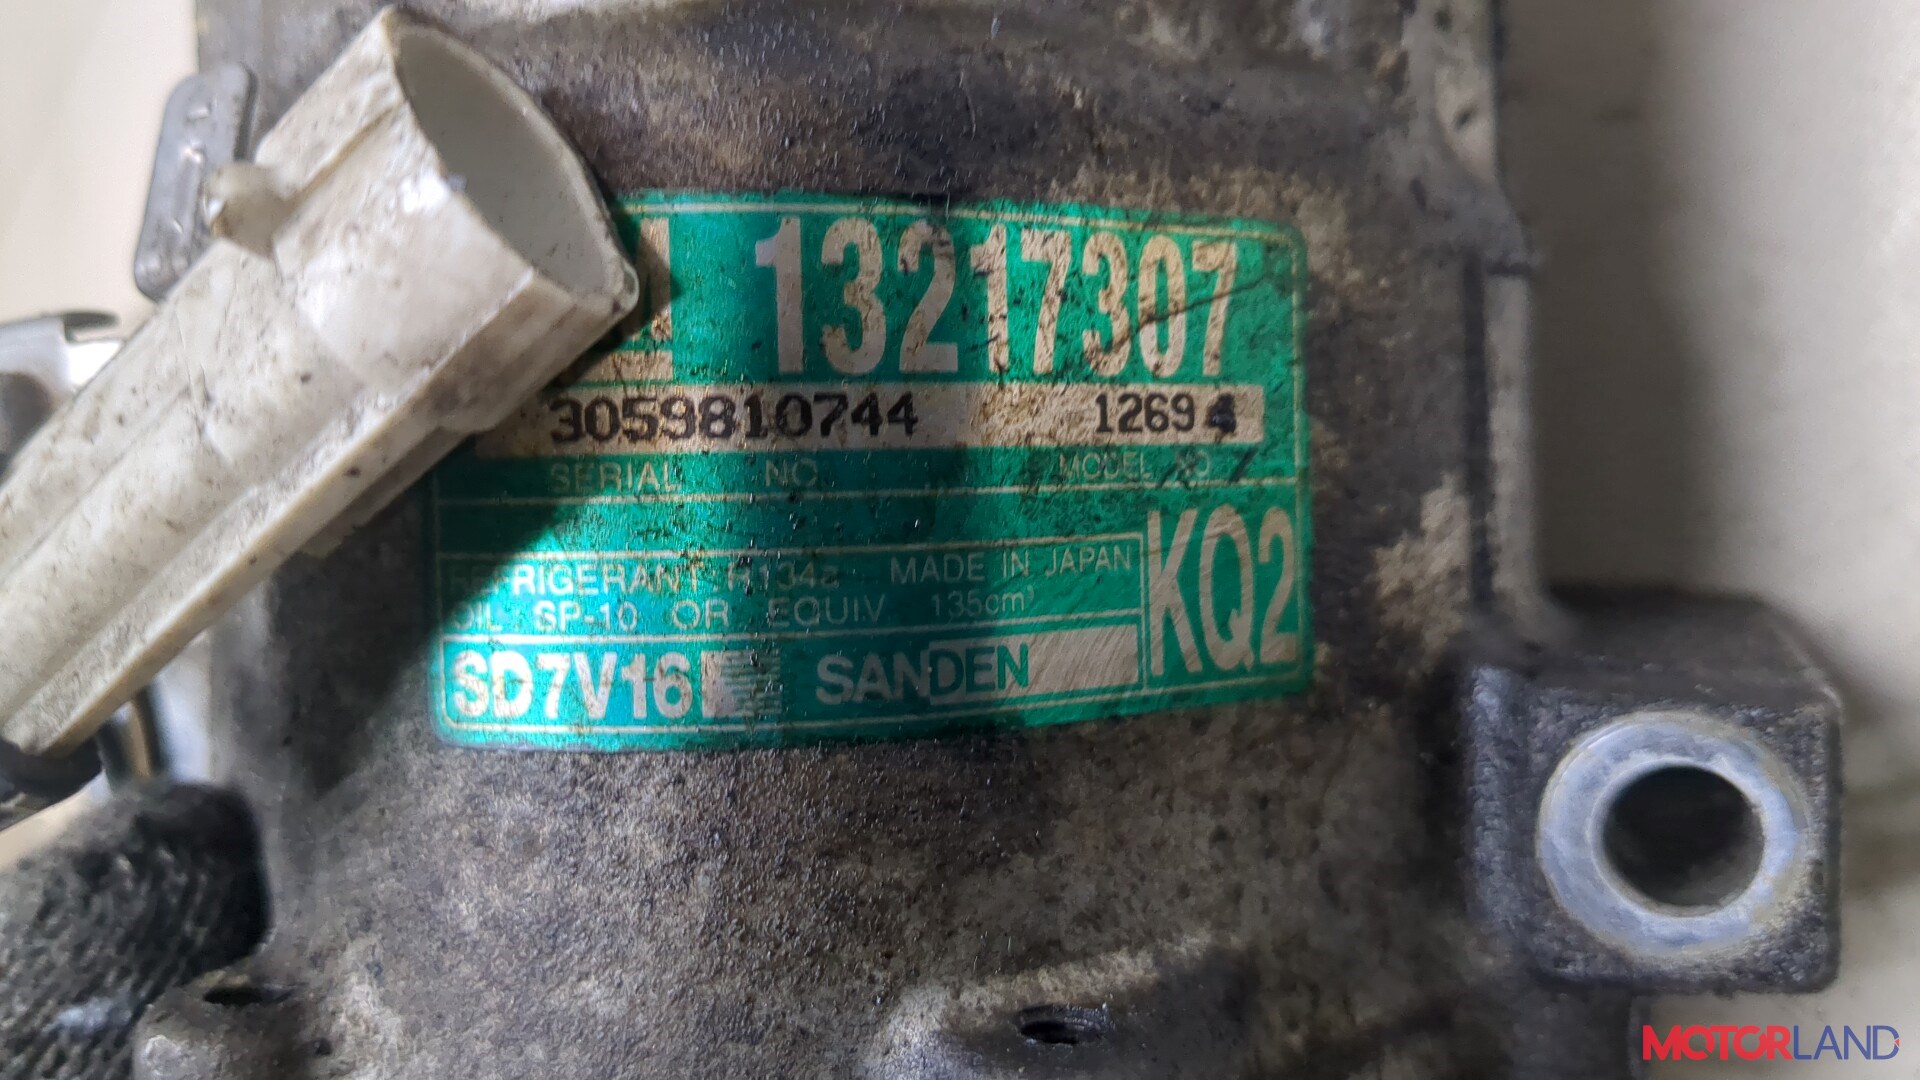 13217307
3059810744 1269
SERIAL NO. MODEL NO.
REFRIGERANT R134a MADE IN JAPAN
OIL SP-10 OR EQUIV 135cm³
KQ2
SD7V16 SANDEN
MOTORLAND